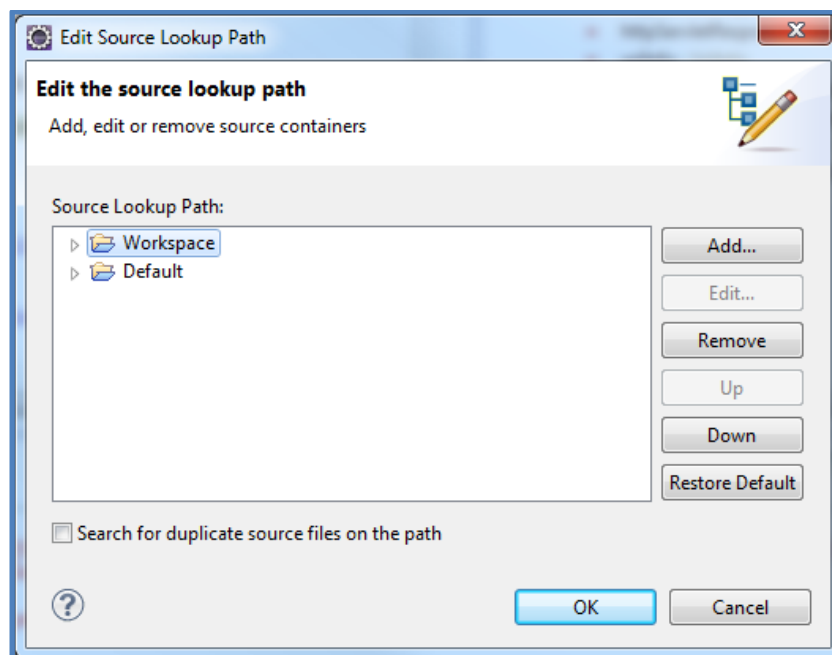 Edit Source Lookup Path
Edit the source lookup path
Add, edit or remove source containers
Source Lookup Path:
Workspace
Default
Add...
Edit...
Remove
Up
Down
Restore Default
Search for duplicate source files on the path
?
OK
Cancel